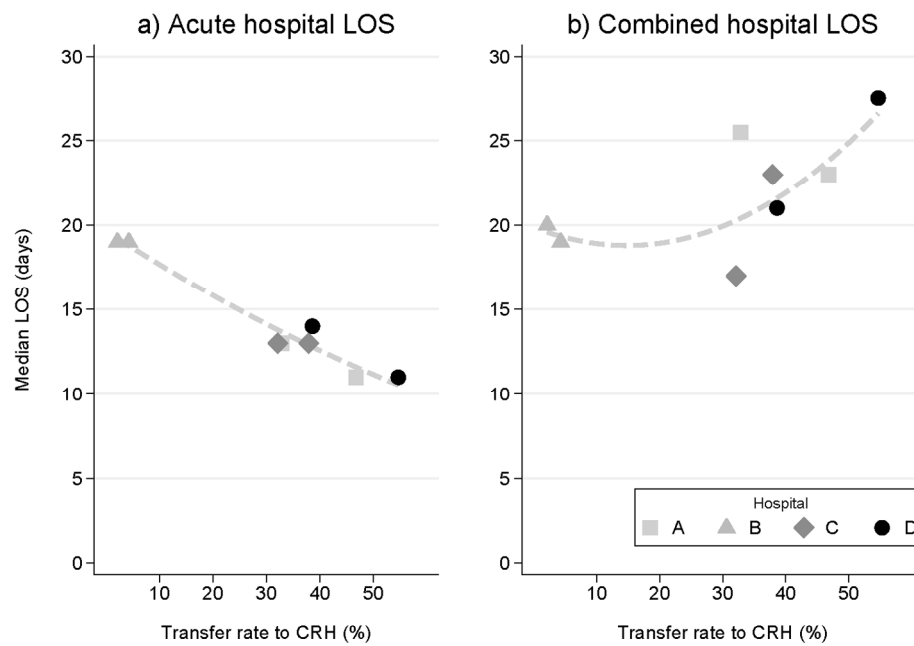 a) Acute hospital LOS
b) Combined hospital LOS
Median LOS (days)
30
25
20
15
10
5
0
10 20 30 40 50
Transfer rate to CRH (%)
30
25
20
15
10
5
0
10 20 30 40 50
Transfer rate to CRH (%)
Hospital
A B C D